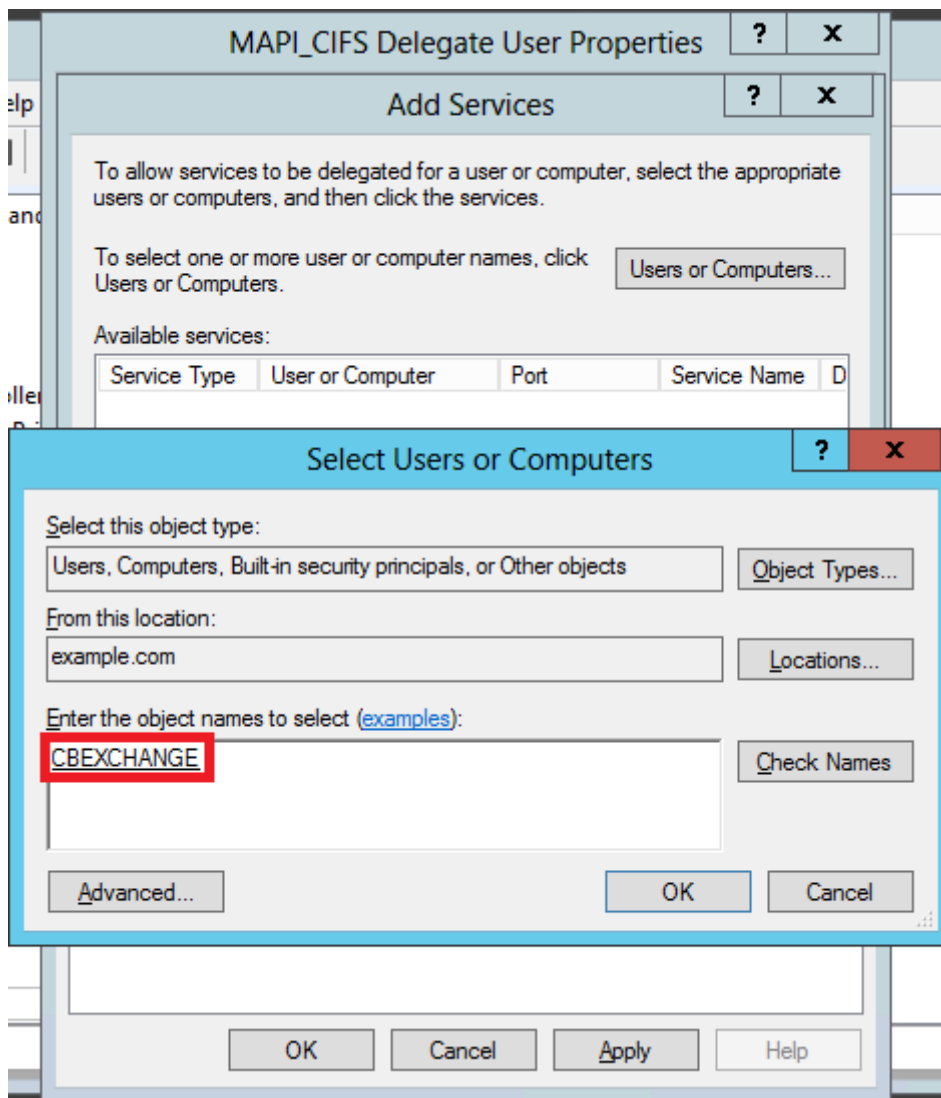 MAPI_CIFS Delegate User Properties
? x
Add Services
? x
elp
To allow services to be delegated for a user or computer, select the appropriate
users or computers, and then click the services.
To select one or more user or computer names, click
Users or Computers.
Users or Computers...
Available services:
Service Type User or Computer Port Service Name D
Select Users or Computers
? x
Select this object type:
Users, Computers, Built-in security principals, or Other objects
Object Types...
From this location:
example.com
Locations...
Enter the object names to select (examples):
CBEXCHANGE
Check Names
Advanced...
OK
Cancel
OK
Cancel
Apply
Help